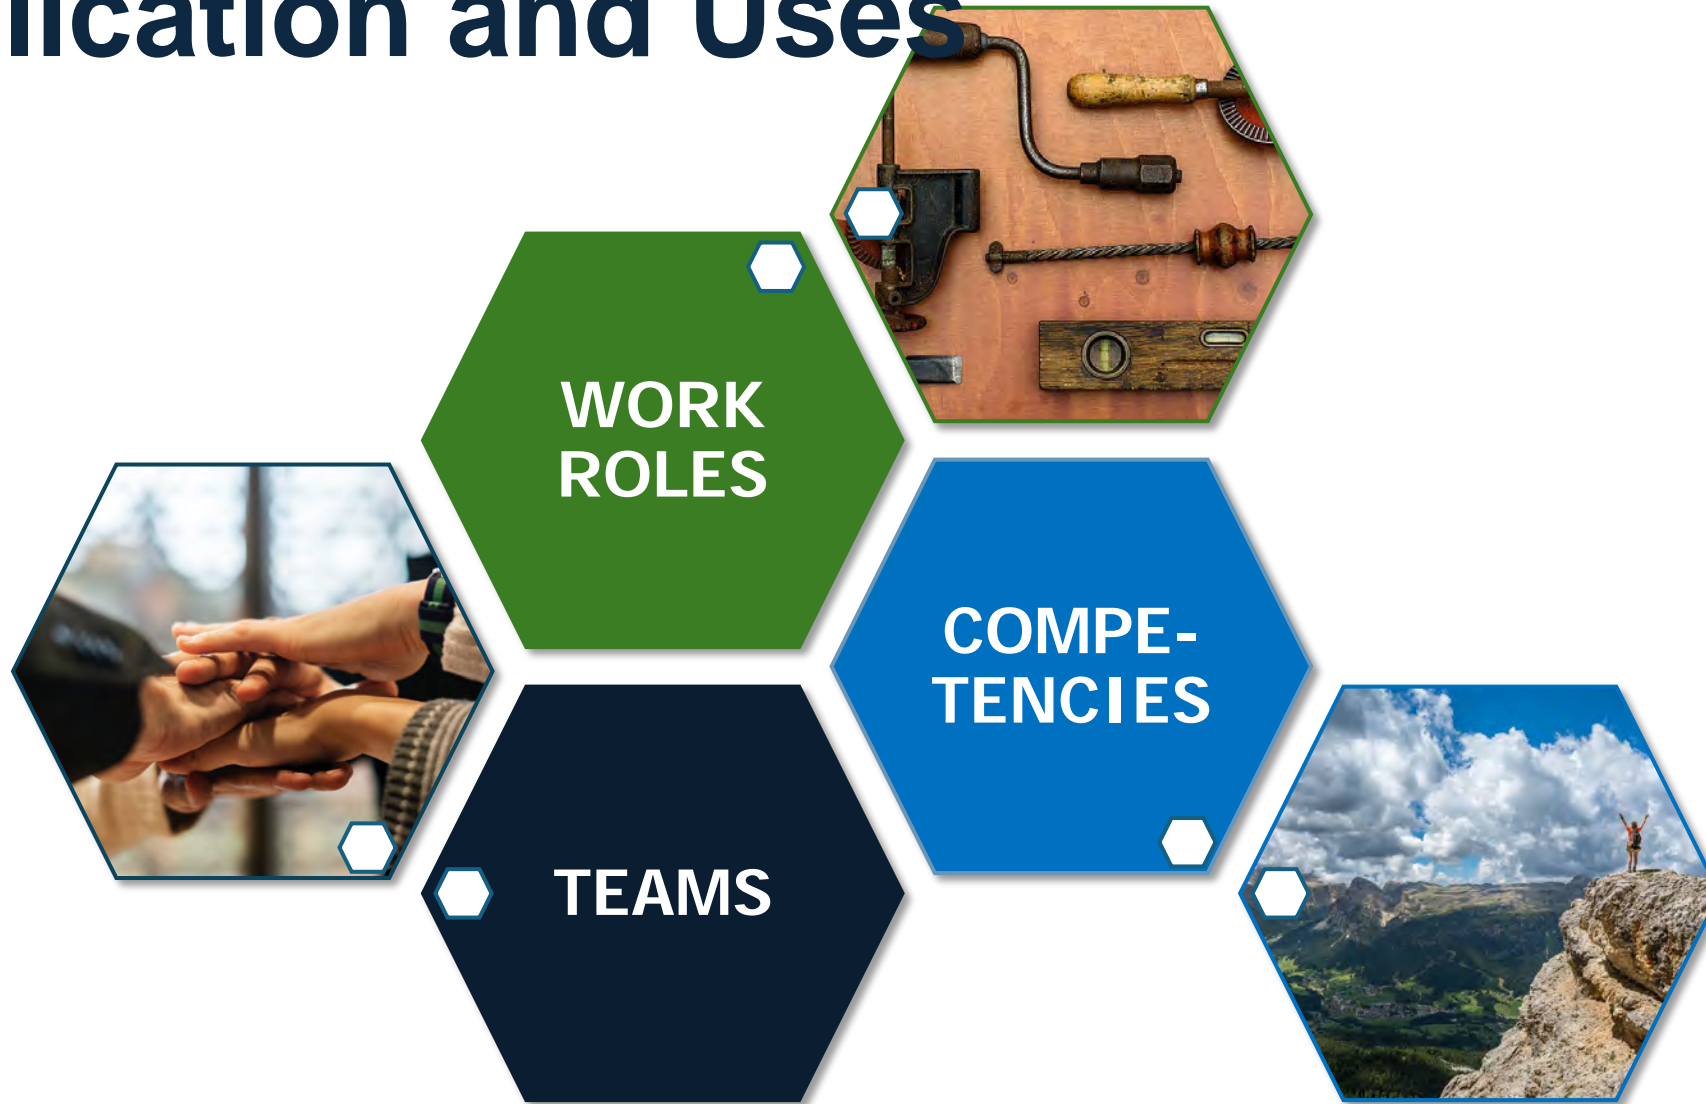 lication and Uses
WORK
ROLES
COMPE-
TENCIES
TEAMS